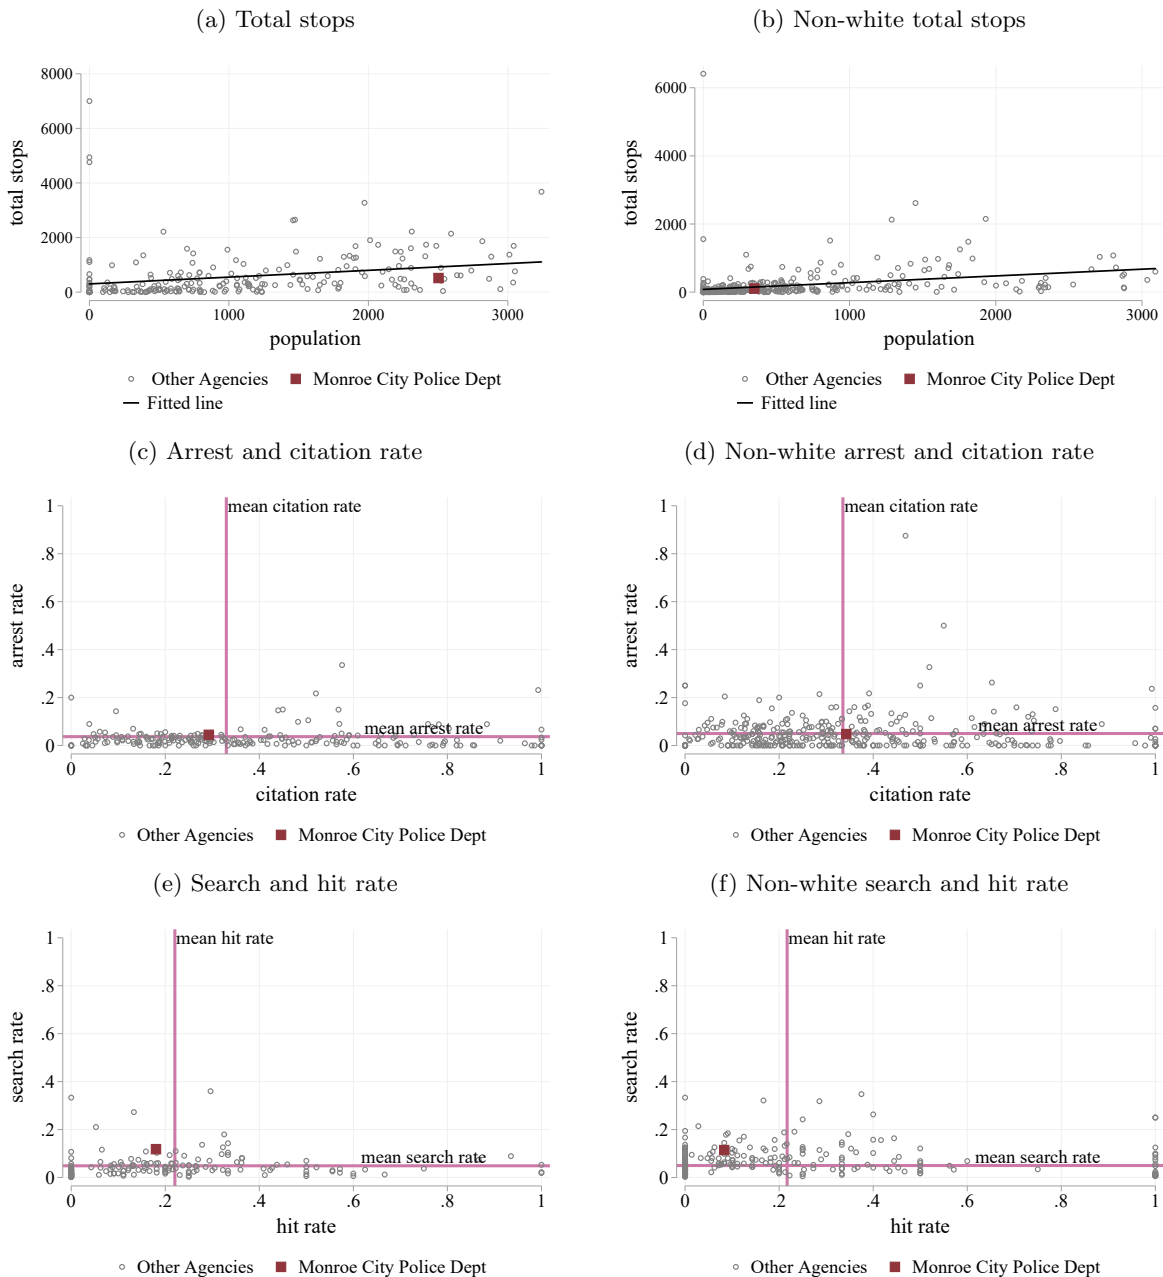 (a) Total stops
(b) Non-white total stops
8000
6000
4000
2000
0
total stops
0 1000 2000 3000
population
Other Agencies Monroe City Police Dept
Fitted line
6000
4000
2000
0
total stops
0 1000 2000 3000
population
Other Agencies Monroe City Police Dept
Fitted line
(c) Arrest and citation rate
(d) Non-white arrest and citation rate
1
.8
.6
.4
.2
0
arrest rate
mean citation rate
mean arrest rate
0 .2 .4 .6 .8 1
citation rate
Other Agencies Monroe City Police Dept
1
.8
.6
.4
.2
0
arrest rate
mean citation rate
mean arrest rate
0 .2 .4 .6 .8 1
citation rate
Other Agencies Monroe City Police Dept
(e) Search and hit rate
(f) Non-white search and hit rate
1
.8
.6
.4
.2
0
search rate
mean hit rate
mean search rate
0 .2 .4 .6 .8 1
hit rate
Other Agencies Monroe City Police Dept
1
.8
.6
.4
.2
0
search rate
mean hit rate
mean search rate
0 .2 .4 .6 .8 1
hit rate
Other Agencies Monroe City Police Dept